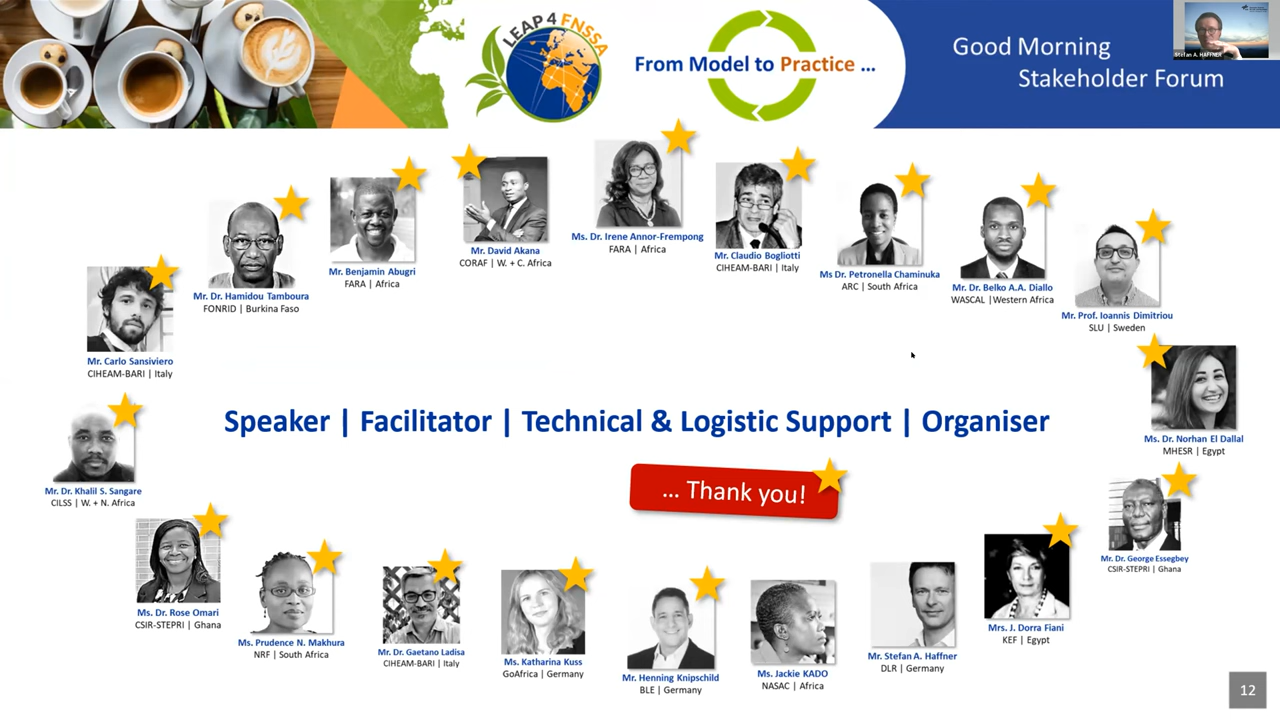 LEAP4FNSSA
From Model to Practice ...
Good Morning
Stakeholder Forum
Stefan A. HAFFNER
Ms. Dr. Irene Annor-Frempong
FARA | Africa
Mr. David Akana
CORAF | W. + C. Africa
Mr. Claudio Bogliotti
CIHEAM-BARI | Italy
Mr. Benjamin Abugri
FARA | Africa
Ms Dr. Petronella Chaminuka
ARC | South Africa
Mr. Dr. Hamidou Tamboura
FONRID | Burkina Faso
Mr. Dr. Belko A.A. Diallo
WASCAL |Western Africa
Mr. Prof. Ioannis Dimitriou
SLU | Sweden
Mr. Carlo Sansiviero
CIHEAM-BARI | Italy
Speaker | Facilitator | Technical & Logistic Support | Organiser
Ms. Dr. Norhan El Dallal
MHESR | Egypt
... Thank you!
Mr. Dr. Khalil S. Sangare
CILSS | W. + N. Africa
Mr. Dr. George Essegbey
CSIR-STEPRI | Ghana
Ms. Dr. Rose Omari
CSIR-STEPRI | Ghana
Ms. Prudence N. Makhura
NRF | South Africa
Mr. Dr. Gaetano Ladisa
CIHEAM-BARI | Italy
Ms. Katharina Kuss
GoAfrica | Germany
Mr. Henning Knipschild
BLE | Germany
Ms. Jackie KADO
NASAC | Africa
Mr. Stefan A. Haffner
DLR | Germany
Mrs. J. Dorra Fiani
KEF | Egypt
12